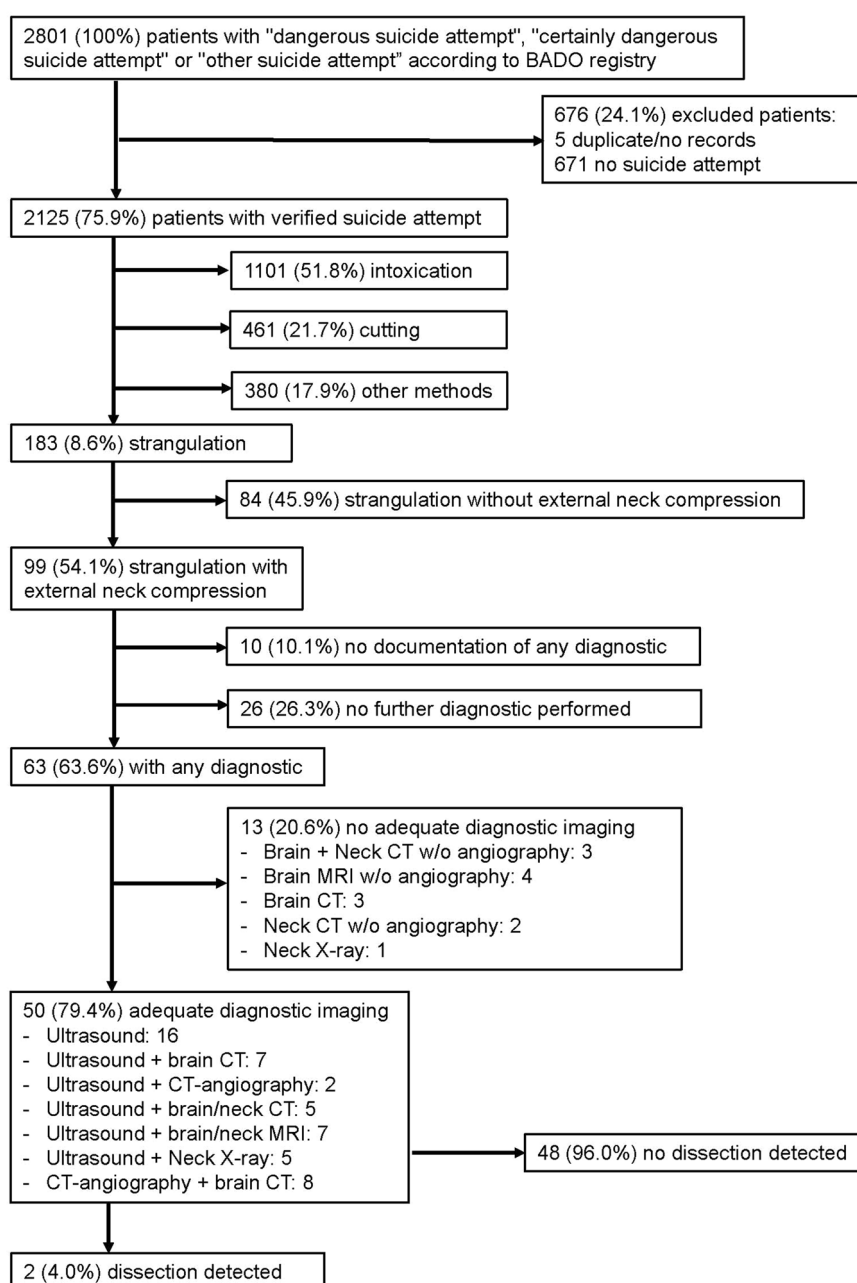 2801 (100%) patients with "dangerous suicide attempt", "certainly dangerous
suicide attempt" or "other suicide attempt” according to BADO registry
676 (24.1%) excluded patients:
5 duplicate/no records
671 no suicide attempt
2125 (75.9%) patients with verified suicide attempt
1101 (51.8%) intoxication
461 (21.7%) cutting
380 (17.9%) other methods
183 (8.6%) strangulation
84 (45.9%) strangulation without external neck compression
99 (54.1%) strangulation with
external neck compression
10 (10.1%) no documentation of any diagnostic
26 (26.3%) no further diagnostic performed
63 (63.6%) with any diagnostic
13 (20.6%) no adequate diagnostic imaging
- Brain + Neck CT w/o angiography: 3
- Brain MRI w/o angiography: 4
- Brain CT: 3
- Neck CT w/o angiography: 2
- Neck X-ray: 1
50 (79.4%) adequate diagnostic imaging
- Ultrasound: 16
- Ultrasound + brain CT: 7
- Ultrasound + CT-angiography: 2
- Ultrasound + brain/neck CT: 5
- Ultrasound + brain/neck MRI: 7
- Ultrasound + Neck X-ray: 5
- CT-angiography + brain CT: 8
48 (96.0%) no dissection detected
2 (4.0%) dissection detected